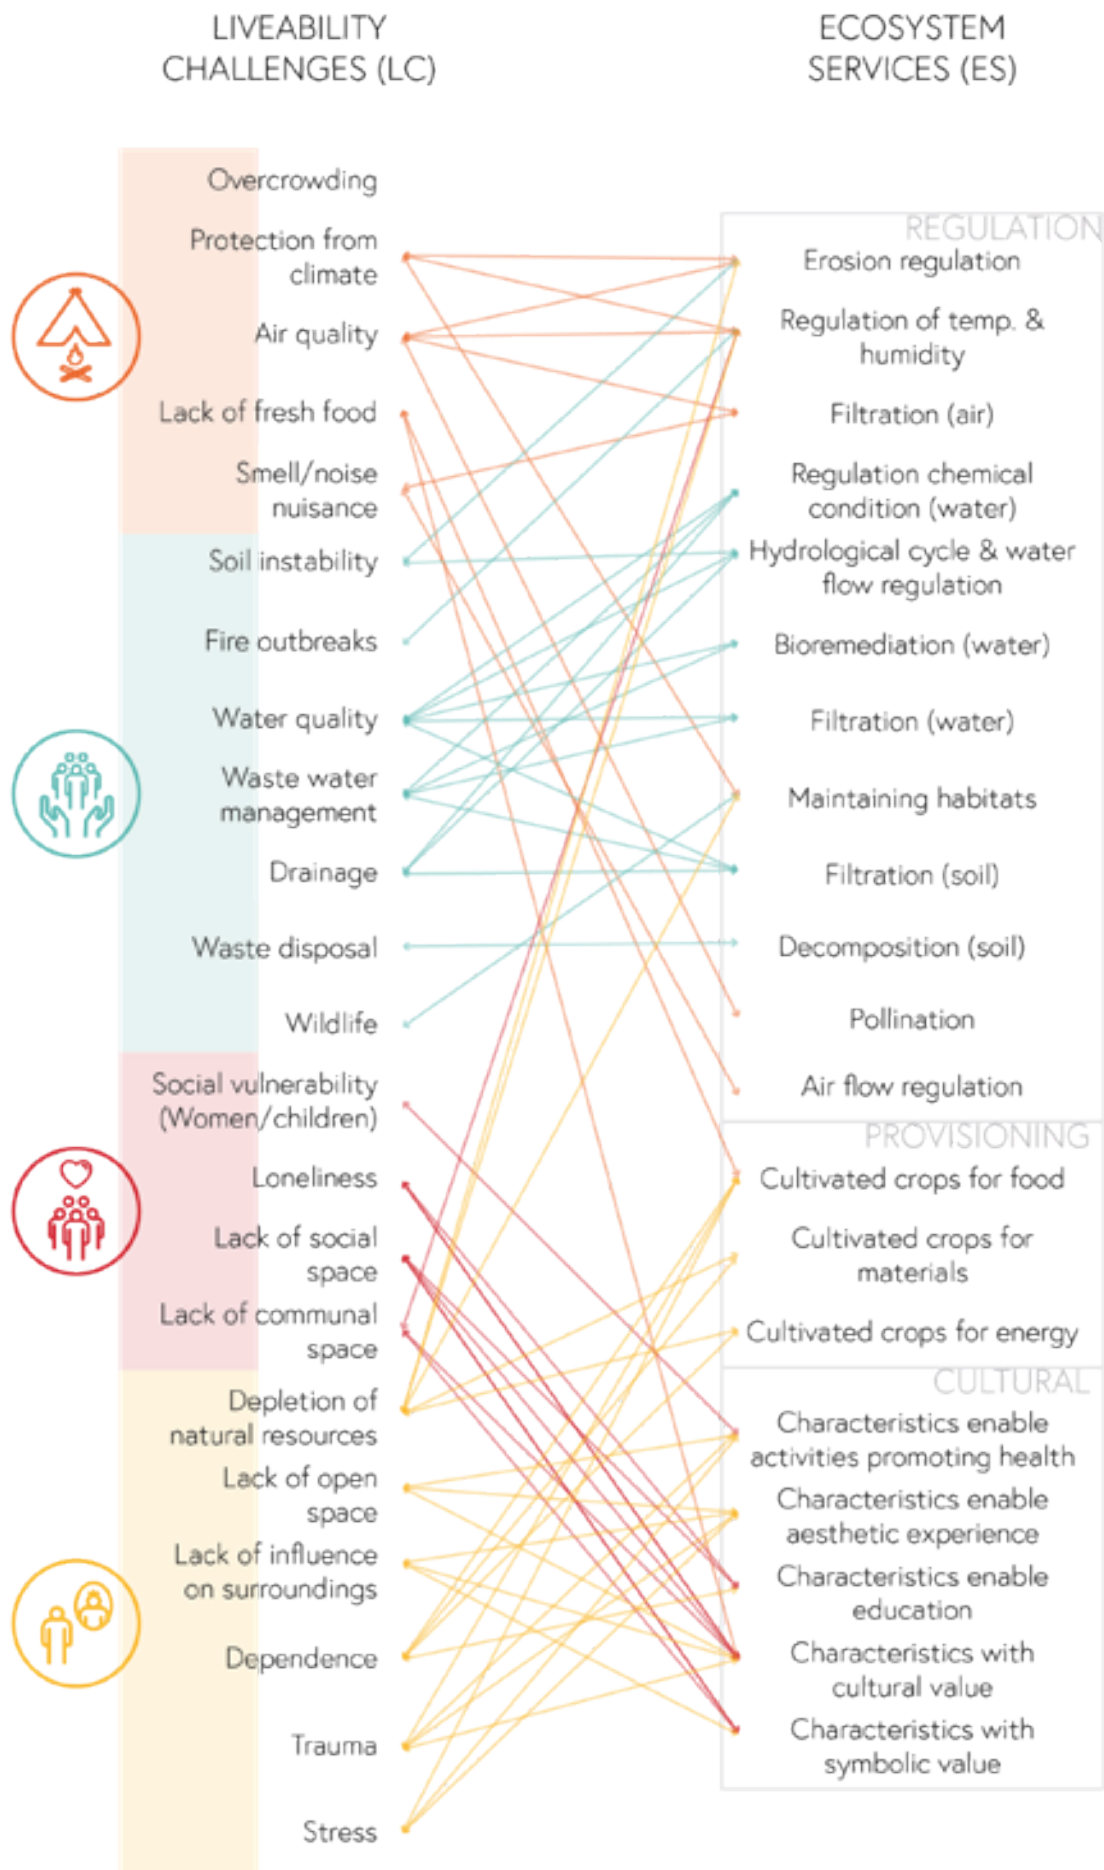 LIVEABILITY
CHALLENGES (LC)
Overcrowding
Protection from
climate
Air quality
Lack of fresh food
Smell/noise
nuisance
Soil instability
Fire outbreaks
Water quality
Waste water
management
Drainage
Waste disposal
Wildlife
Social vulnerability
(Women/children)
Loneliness
Lack of social
space
Lack of communal
space
Depletion of
natural resources
Lack of open
space
Lack of influence
on surroundings
Dependence
Trauma
Stress
ECOSYSTEM
SERVICES (ES)
REGULATION
Erosion regulation
Regulation of temp. &
humidity
Filtration (air)
Regulation chemical
condition (water)
Hydrological cycle & water
flow regulation
Bioremediation (water)
Filtration (water)
Maintaining habitats
Filtration (soil)
Decomposition (soil)
Pollination
Air flow regulation
PROVISIONING
Cultivated crops for food
Cultivated crops for
materials
Cultivated crops for energy
CULTURAL
Characteristics enable
activities promoting health
Characteristics enable
aesthetic experience
Characteristics enable
education
Characteristics with
cultural value
Characteristics with
symbolic value